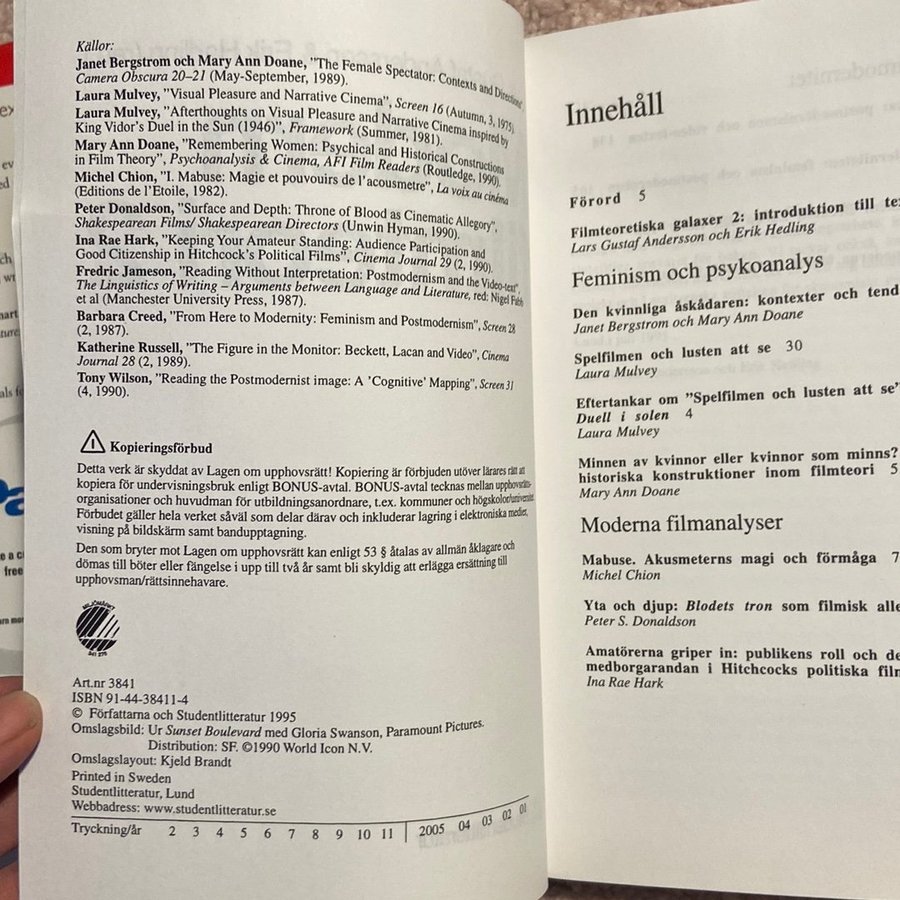 Källor:
Janet Bergstrom och Mary Ann Doane, "The Female Spectator: Contexts and Directions"
Camera Obscura 20–21 (May-September, 1989).
Laura Mulvey, "Visual Pleasure and Narrative Cinema", Screen 16 (Autumn, 3, 1975).
Laura Mulvey, "Afterthoughts on Visual Pleasure and Narrative Cinema inspired by
King Vidor's Duel in the Sun (1946)", Framework (Summer, 1981).
Mary Ann Doane, "Remembering Women: Psychical and Historical Constructions
in Film Theory", Psychoanalysis & Cinema, AFI Film Readers (Routledge, 1990).
Michel Chion, "I. Mabuse: Magie et pouvouirs de l'acousmetre", La voix au cinéma
(Editions de l'Etoile, 1982).
Peter Donaldson, "Surface and Depth: Throne of Blood as Cinematic Allegory",
Shakespearean Films/ Shakespearean Directors (Unwin Hyman, 1990).
Ina Rae Hark, "Keeping Your Amateur Standing: Audience Participation and
Good Citizenship in Hitchcock's Political Films", Cinema Journal 29 (2, 1990).
Fredric Jameson, "Reading Without Interpretation: Postmodernism and the Video-text",
The Linguistics of Writing – Arguments between Language and Literature, red: Nigel Fabb
et al (Manchester University Press, 1987).
Barbara Creed, "From Here to Modernity: Feminism and Postmodernism", Screen 28
(2, 1987).
Katherine Russell, "The Figure in the Monitor: Beckett, Lacan and Video", Cinema
Journal 28 (2, 1989).
Tony Wilson, "Reading the Postmodernist image: A 'Cognitive' Mapping", Screen 31
(4, 1990).
Kopieringsförbud
Detta verk är skyddat av Lagen om upphovsrätt! Kopiering är förbjuden utöver lärares rätt att
kopiera för undervisningsbruk enligt BONUS-avtal. BONUS-avtal tecknas mellan upphovsrätts-
organisationer och huvudman för utbildningsanordnare, t.ex. kommuner och högskolor/universitet.
Förbudet gäller hela verket såväl som delar därav och inkluderar lagring i elektroniska medier,
visning på bildskärm samt bandupptagning.
Den som bryter mot Lagen om upphovsrätt kan enligt 53 § åtalas av allmän åklagare och
dömas till böter eller fängelse i upp till två år samt bli skyldig att erlägga ersättning till
upphovsman/rättsinnehavare.
MILJÖMÄRKT
341 275
Art.nr 3841
ISBN 91-44-38411-4
© Författarna och Studentlitteratur 1995
Omslagsbild: Ur Sunset Boulevard med Gloria Swanson, Paramount Pictures.
Distribution: SF. ©1990 World Icon N.V.
Omslagslayout: Kjeld Brandt
Printed in Sweden
Studentlitteratur, Lund
Webbadress: www.studentlitteratur.se
Tryckning/år 2 3 4 5 6 7 8 9 10 11 2005 04 03 02 01
Innehåll
Förord 5
Filmteoretiska galaxer 2: introduktion till te
Lars Gustaf Andersson och Erik Hedling
Feminism och psykoanalys
Den kvinnliga åskådaren: kontexter och tend
Janet Bergstrom och Mary Ann Doane
Spelfilmen och lusten att se 30
Laura Mulvey
Eftertankar om "Spelfilmen och lusten att se"
Duell i solen 4
Laura Mulvey
Minnen av kvinnor eller kvinnor som minns?
historiska konstruktioner inom filmteori 5
Mary Ann Doane
Moderna filmanalyser
Mabuse. Akusmeterns magi och förmåga 7
Michel Chion
Yta och djup: Blodets tron som filmisk alle
Peter S. Donaldson
Amatörerna griper in: publikens roll och de
medborgarandan i Hitchcocks politiska film
Ina Rae Hark